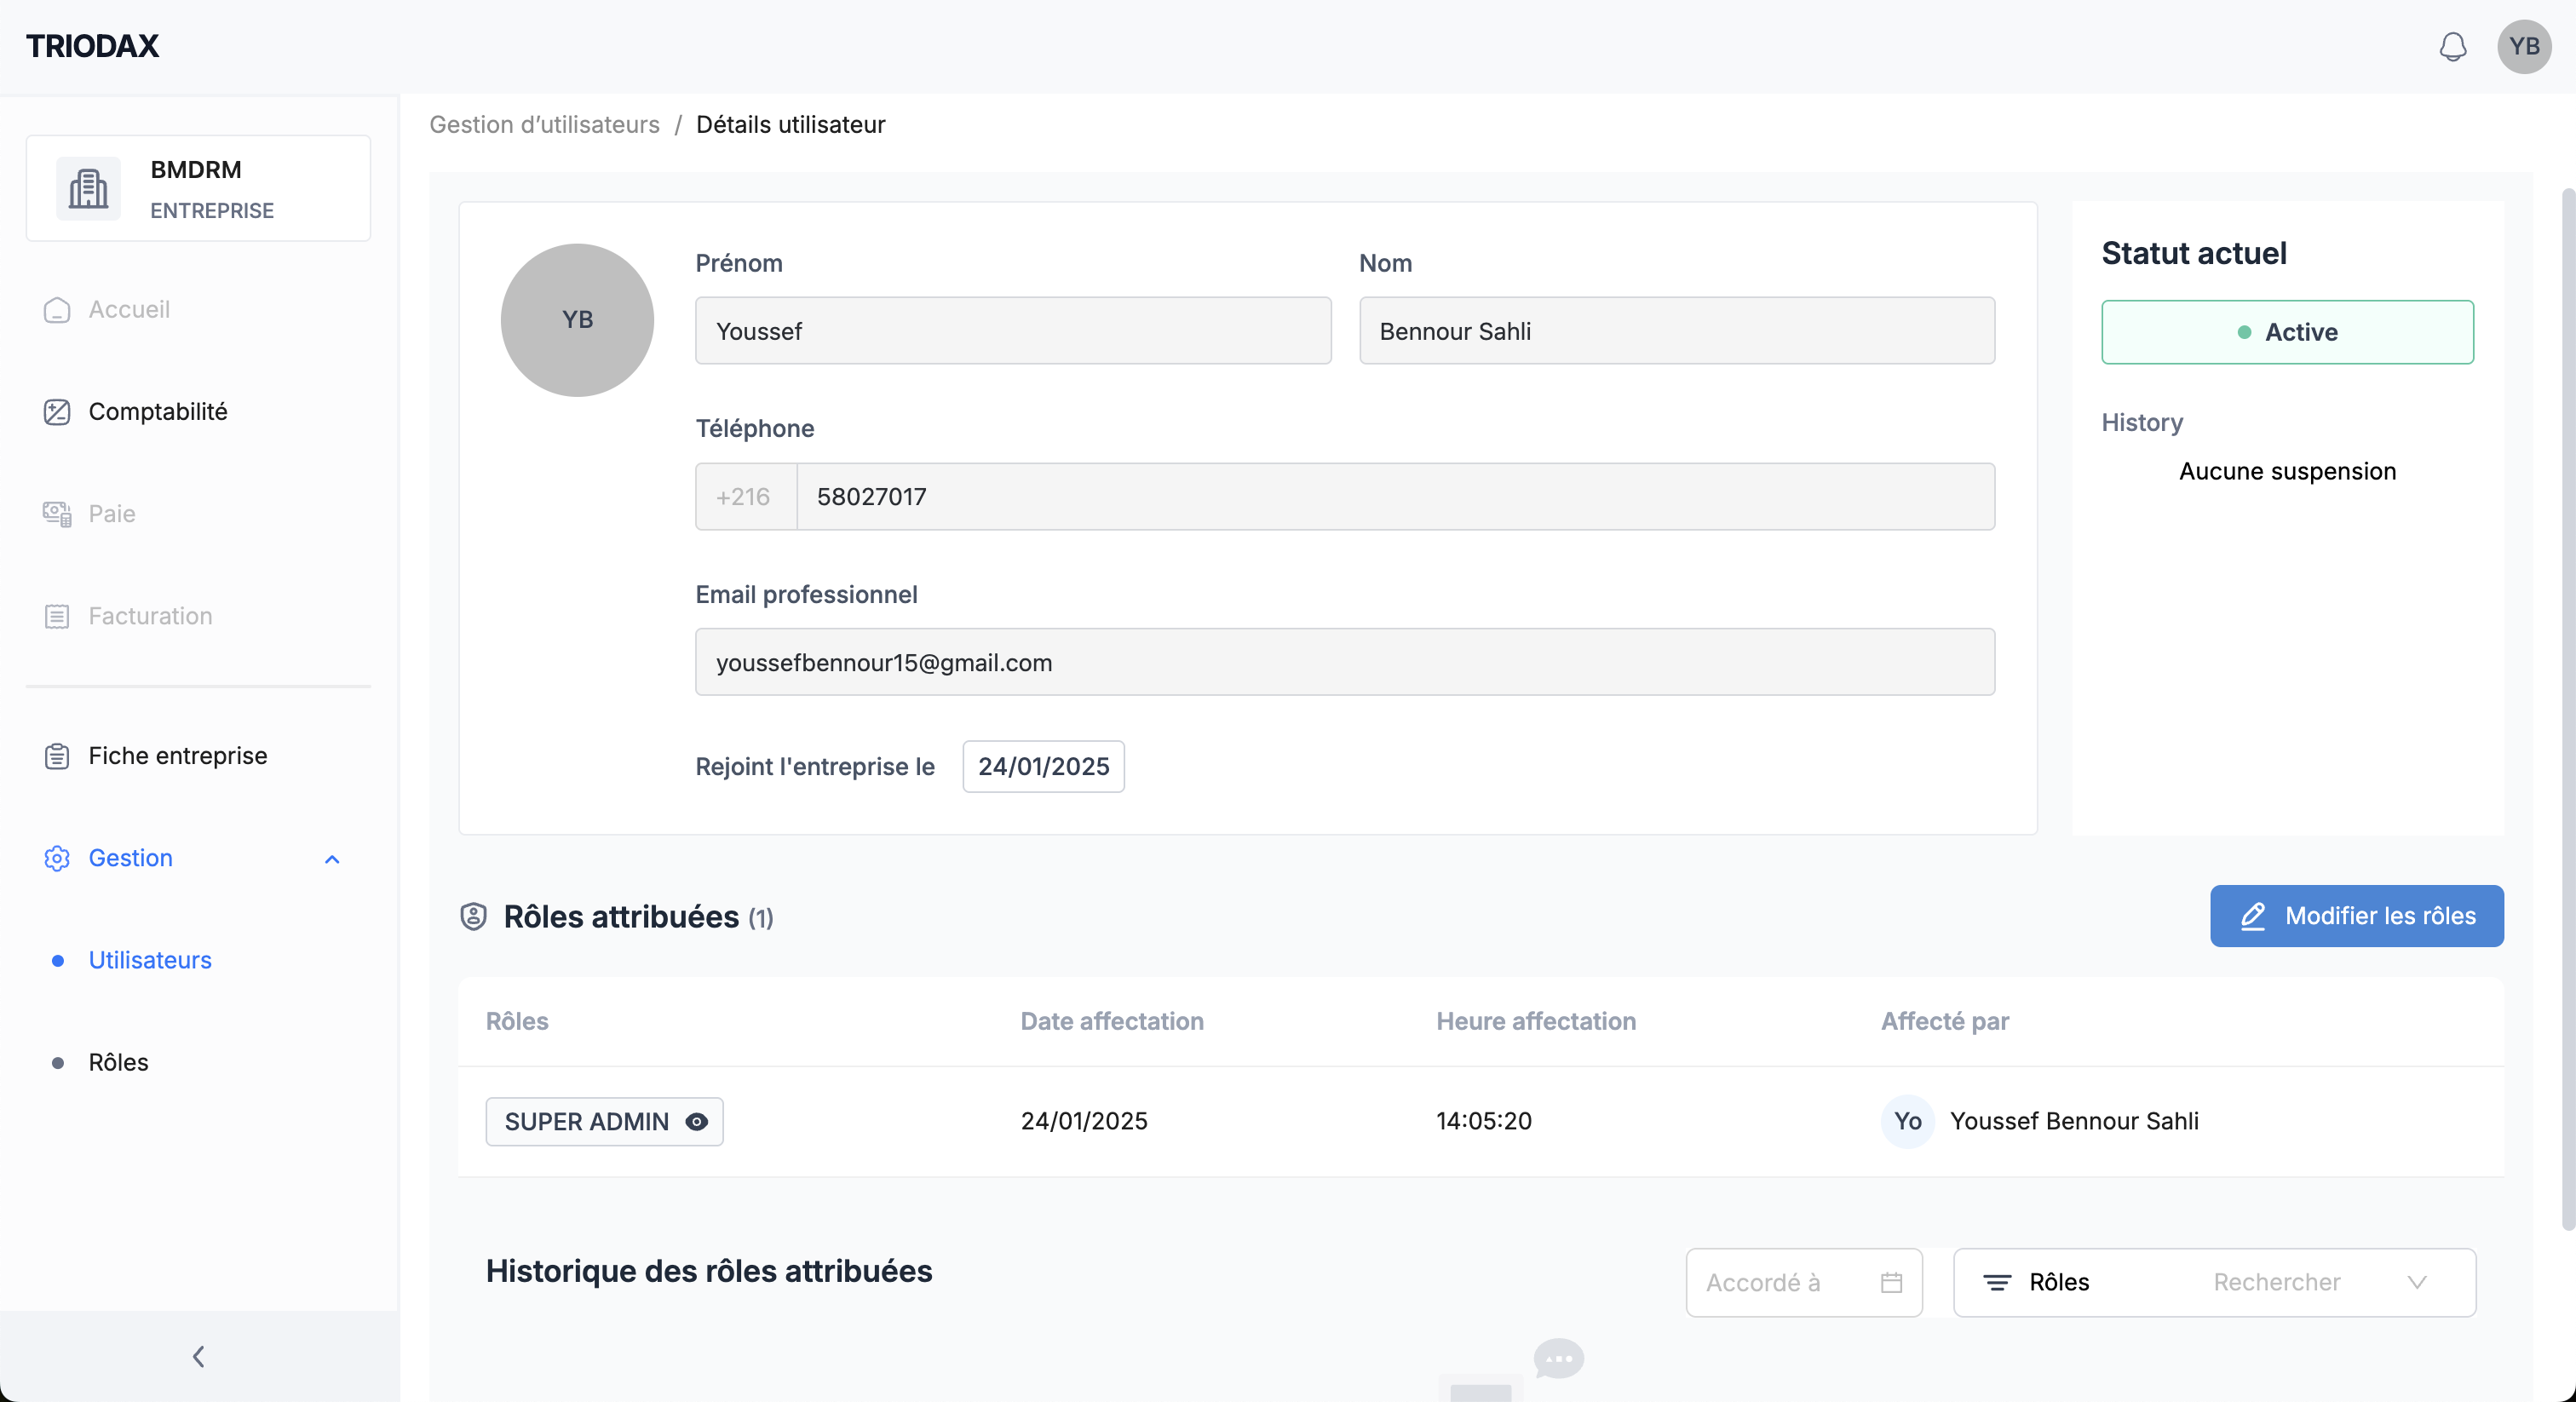 TRIODAX
YB
BMDRM
ENTREPRISE
Accueil
Comptabilité
Paie
Facturation
Fiche entreprise
Gestion
Utilisateurs
Rôles
Gestion d’utilisateurs / Détails utilisateur
YB
Prénom
Nom
Youssef
Bennour Sahli
Téléphone
+216
58027017
Email professionnel
youssefbennour15@gmail.com
Rejoint l'entreprise le
24/01/2025
Statut actuel
Active
History
Aucune suspension
Rôles attribuées (1)
Modifier les rôles
Rôles
Date affectation
Heure affectation
Affecté par
SUPER ADMIN
24/01/2025
14:05:20
Yo
Youssef Bennour Sahli
Historique des rôles attribuées
Accordé à
Rôles
Rechercher